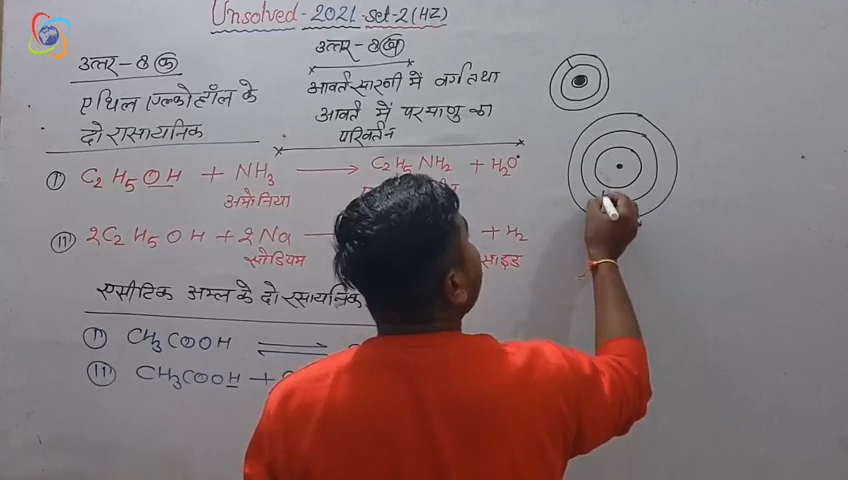 Unsolved-2021-Set-2(HZ)
उत्तर-8(क)
एथिल एल्कोहॉल के
दो रासायनिक
उत्तर-8(ख)
आवर्त सारणी में वर्ग तथा
आवर्त में परमाणु का
परिवर्तन
(i) C2H5OH + NH3 → C2H5NH2 + H2O
अमोनिया
(ii) 2C2H5OH + 2Na + H2
सोडियम साइड
एसीटिक अम्ल के दो रसायनिक
(i) CH3COOH ⇌
(ii) CH3COOH +